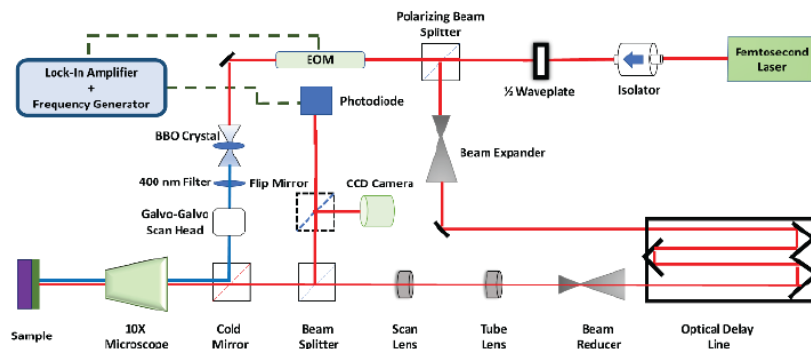 Polarizing Beam
Splitter
Lock-In Amplifier
+
Frequency Generator
EOM
Femtosecond
Laser
½ Waveplate
Isolator
Photodiode
BBO Crystal
Beam Expander
400 nm Filter
Flip Mirror
CCD Camera
Galvo-Galvo
Scan Head
Sample
10X
Microscope
Cold
Mirror
Beam
Splitter
Scan
Lens
Tube
Lens
Beam
Reducer
Optical Delay
Line